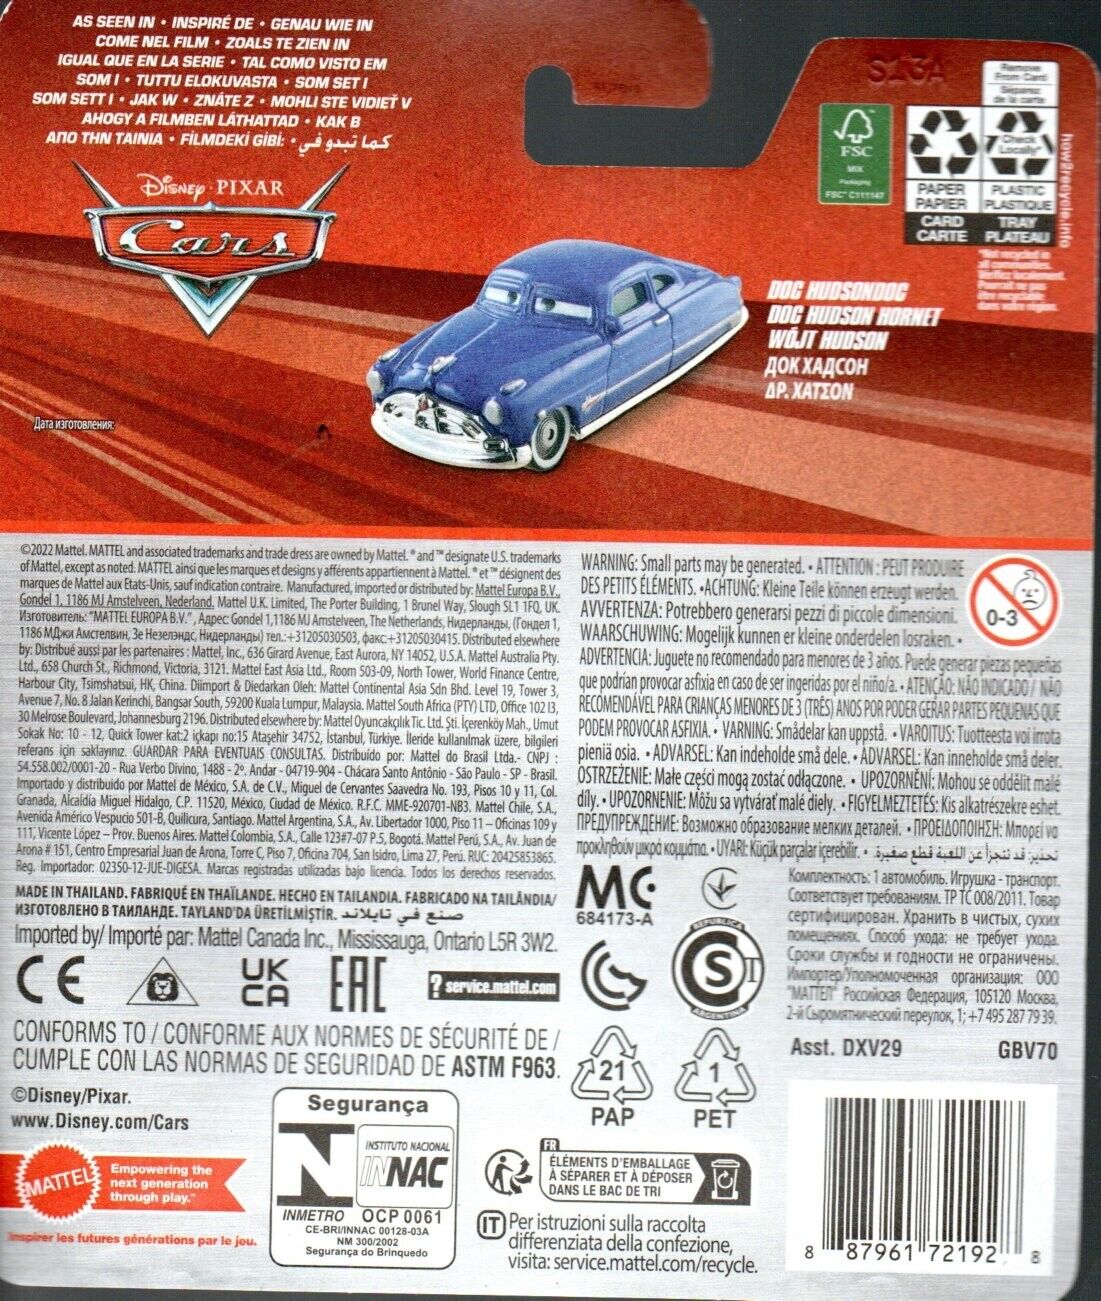 AS SEEN IN • INSPIRÉ DE • GENAU WIE IN
COME NEL FILM • ZOALS TE ZIEN IN
IGUAL QUE EN LA SERIE • TAL COMO VISTO EM
SOM I • TUTTU ELOKUVASTA • SOM SET I
SOM SETT I • JAK W • ZNÁTE Z • MOHLI STE VIDIEŤ V
AHOGY A FILMBEN LÁTHATTAD • KAK В
ΑΠΟ ΤΗΝ ΤΑΙΝΙΑ • FİLMDEKİ GİBİ: • كما تبدو في
Disney • PIXAR
Cars
S13A
FSC
MIX
Packaging
FSC® C111147
Remove From Card
Séparez de la carte
Check Locally*
PAPER
PAPIER
CARD
CARTE
PLASTIC
PLASTIQUE
TRAY
PLATEAU
how2recycle.info
*Not recycled in all communities.
Vérifiez localement.
Pourrait ne pas être recyclable dans votre région.
DOC HUDSONDOC
DOC HUDSON HORNET
WÓJT HUDSON
ДОК ХАДСОН
ΔΡ. ΧΑΤΣΟΝ
Дата изготовления:
©2022 Mattel. MATTEL and associated trademarks and trade dress are owned by Mattel. ® and ™ designate U.S. trademarks
of Mattel, except as noted. MATTEL ainsi que les marques et designs y afférents appartiennent à Mattel. ® et ™ désignent des
marques de Mattel aux États-Unis, sauf indication contraire. Manufactured, imported or distributed by: Mattel Europa B.V.,
Gondel 1, 1186 MJ Amstelveen, Nederland. Mattel U.K. Limited, The Porter Building, 1 Brunel Way, Slough SL1 1FQ, UK.
Изготовитель: "MATTEL EUROPA B.V.", Адрес: Gondel 1,1186 MJ Amstelveen, The Netherlands, Нидерланды, (Гондел 1,
1186 МДжи Амстелвин, Зе Незелэндс, Нидерланды) тел.:+31205030503, факс:+31205030415. Distributed elsewhere
by: Distribué aussi par les partenaires : Mattel, Inc., 636 Girard Avenue, East Aurora, NY 14052, U.S.A. Mattel Australia Pty.
Ltd., 658 Church St., Richmond, Victoria, 3121. Mattel East Asia Ltd., Room 503-09, North Tower, World Finance Centre,
Harbour City, Tsimshatsui, HK, China. Diimport & Diedarkan Oleh: Mattel Continental Asia Sdn Bhd. Level 19, Tower 3,
Avenue 7, No. 8 Jalan Kerinchi, Bangsar South, 59200 Kuala Lumpur, Malaysia. Mattel South Africa (PTY) LTD, Office 102 I3,
30 Melrose Boulevard, Johannesburg 2196. Distributed elsewhere by: Mattel Oyuncakçılık Tic. Ltd. Şti. İçerenköy Mah., Umut
Sokak No: 10 - 12, Quick Tower kat:2 içkapı no:15 Ataşehir 34752, İstanbul, Türkiye. İleride kullanılmak üzere, bilgileri
referans için saklayınız. GUARDAR PARA EVENTUAIS CONSULTAS. Distribuído por: Mattel do Brasil Ltda.- CNPJ :
54.558.002/0001-20 - Rua Verbo Divino, 1488 - 2º. Andar - 04719-904 - Chácara Santo Antônio - São Paulo - SP - Brasil.
Importado y distribuido por Mattel de México, S.A. de C.V., Miguel de Cervantes Saavedra No. 193, Pisos 10 y 11, Col.
Granada, Alcaldía Miguel Hidalgo, C.P. 11520, México, Ciudad de México. R.F.C. MME-920701-NB3. Mattel Chile, S.A.,
Avenida Américo Vespucio 501-B, Quilicura, Santiago. Mattel Argentina, S.A., Av. Libertador 1000, Piso 11 – Oficinas 109 y
111, Vicente López – Prov. Buenos Aires. Mattel Colombia, S.A., Calle 123#7-07 P.5, Bogotá. Mattel Perú, S.A., Av. Juan de
Arona # 151, Centro Empresarial Juan de Arona, Torre C, Piso 7, Oficina 704, San Isidro, Lima 27, Perú. RUC: 20425853865.
Reg. Importador: 02350-12-JUE-DIGESA. Marcas registradas utilizadas bajo licencia. Todos los derechos reservados.
MADE IN THAILAND. FABRIQUÉ EN THAÏLANDE. HECHO EN TAILANDIA. FABRICADO NA TAILÂNDIA/
ИЗГОТОВЛЕНО В ТАИЛАНДЕ. TAYLAND'DA ÜRETİLMİŞTİR. صنع في تايلاند
Imported by/ Importé par: Mattel Canada Inc., Mississauga, Ontario L5R 3W2.
CE
UK
CA
EAC
? service.mattel.com
CONFORMS TO / CONFORME AUX NORMES DE SÉCURITÉ DE /
CUMPLE CON LAS NORMAS DE SEGURIDAD DE ASTM F963.
©Disney/Pixar.
www.Disney.com/Cars
MATTEL
Empowering the
next generation
through play.™
Inspirer les futures générations par le jeu.
Segurança
INMETRO
INSTITUTO NACIONAL
INNAC
OCP 0061
CE-BRI/INNAC 00128-03A
NM 300/2002
Segurança do Brinquedo
WARNING: Small parts may be generated. • ATTENTION : PEUT PRODUIRE
DES PETITS ÉLÉMENTS. •ACHTUNG: Kleine Teile können erzeugt werden.
AVVERTENZA: Potrebbero generarsi pezzi di piccole dimensioni.
WAARSCHUWING: Mogelijk kunnen er kleine onderdelen losraken. •
ADVERTENCIA: Juguete no recomendado para menores de 3 años. Puede generar piezas pequeñas
que podrían provocar asfixia en caso de ser ingeridas por el niño/a. • ATENÇÃO: NÃO INDICADO / NÃO
RECOMENDÁVEL PARA CRIANÇAS MENORES DE 3 (TRÊS) ANOS POR PODER GERAR PARTES PEQUENAS QUE
PODEM PROVOCAR ASFIXIA. • VARNING: Smådelar kan uppstå. • VAROITUS: Tuotteesta voi irrota
pieniä osia. • ADVARSEL: Kan indeholde små dele. • ADVARSEL: Kan inneholde små deler.
OSTRZEŻENIE: Małe części mogą zostać odłączone. • UPOZORNĚNÍ: Mohou se oddělit malé
díly. • UPOZORNENIE: Môžu sa vytvárať malé diely. • FIGYELMEZTETÉS: Kis alkatrészekre eshet.
ПРЕДУПРЕЖДЕНИЕ: Возможно образование мелких деталей. • ΠΡΟΕΙΔΟΠΟΙΗΣΗ: Μπορεί να
προκληθούν μικρά κομμάτια. • UYARI: Küçük parçalar içerebilir. • تحذير: قد تتجزأ عن اللعبة قطع صغيرة.
0-3
MC
684173-A
REPUBLICA
S
ARGENTINA
Комплектность: 1 автомобиль. Игрушка - транспорт.
Соответствует требованиям. ТР ТС 008/2011. Товар
сертифицирован. Хранить в чистых, сухих
помещениях. Способ ухода: не требует ухода.
Сроки службы и годности не ограничены.
Импортер/Уполномоченная организация: ООО
"МАТТЕЛ" Российская Федерация, 105120 Москва,
2-й Сыромятнический переулок, 1; +7 495 287 79 39.
Asst. DXV29 GBV70
21
PAP
1
PET
FR
ÉLÉMENTS D'EMBALLAGE
À SÉPARER ET À DÉPOSER
DANS LE BAC DE TRI
IT Per istruzioni sulla raccolta
differenziata della confezione,
visita: service.mattel.com/recycle.
8 87961 72192 8